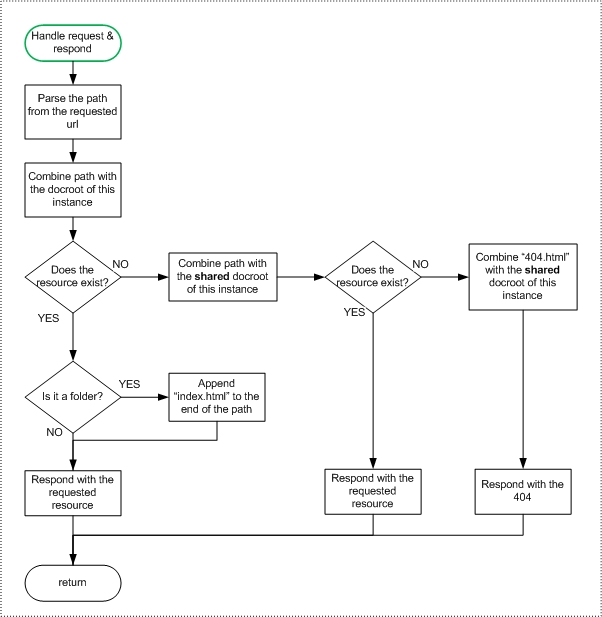 Handle request &
respond
Parse the path
from the requested
url
Combine path with
the docroot of this
instance
Does the
resource exist?
NO
Combine path with
the shared docroot
of this instance
Does the
resource exist?
NO
Combine “404.html”
with the shared
docroot of this
instance
YES
YES
Is it a folder?
YES
Append
“index.html” to the
end of the path
NO
Respond with the
requested
resource
Respond with the
requested
resource
Respond with the
404
return